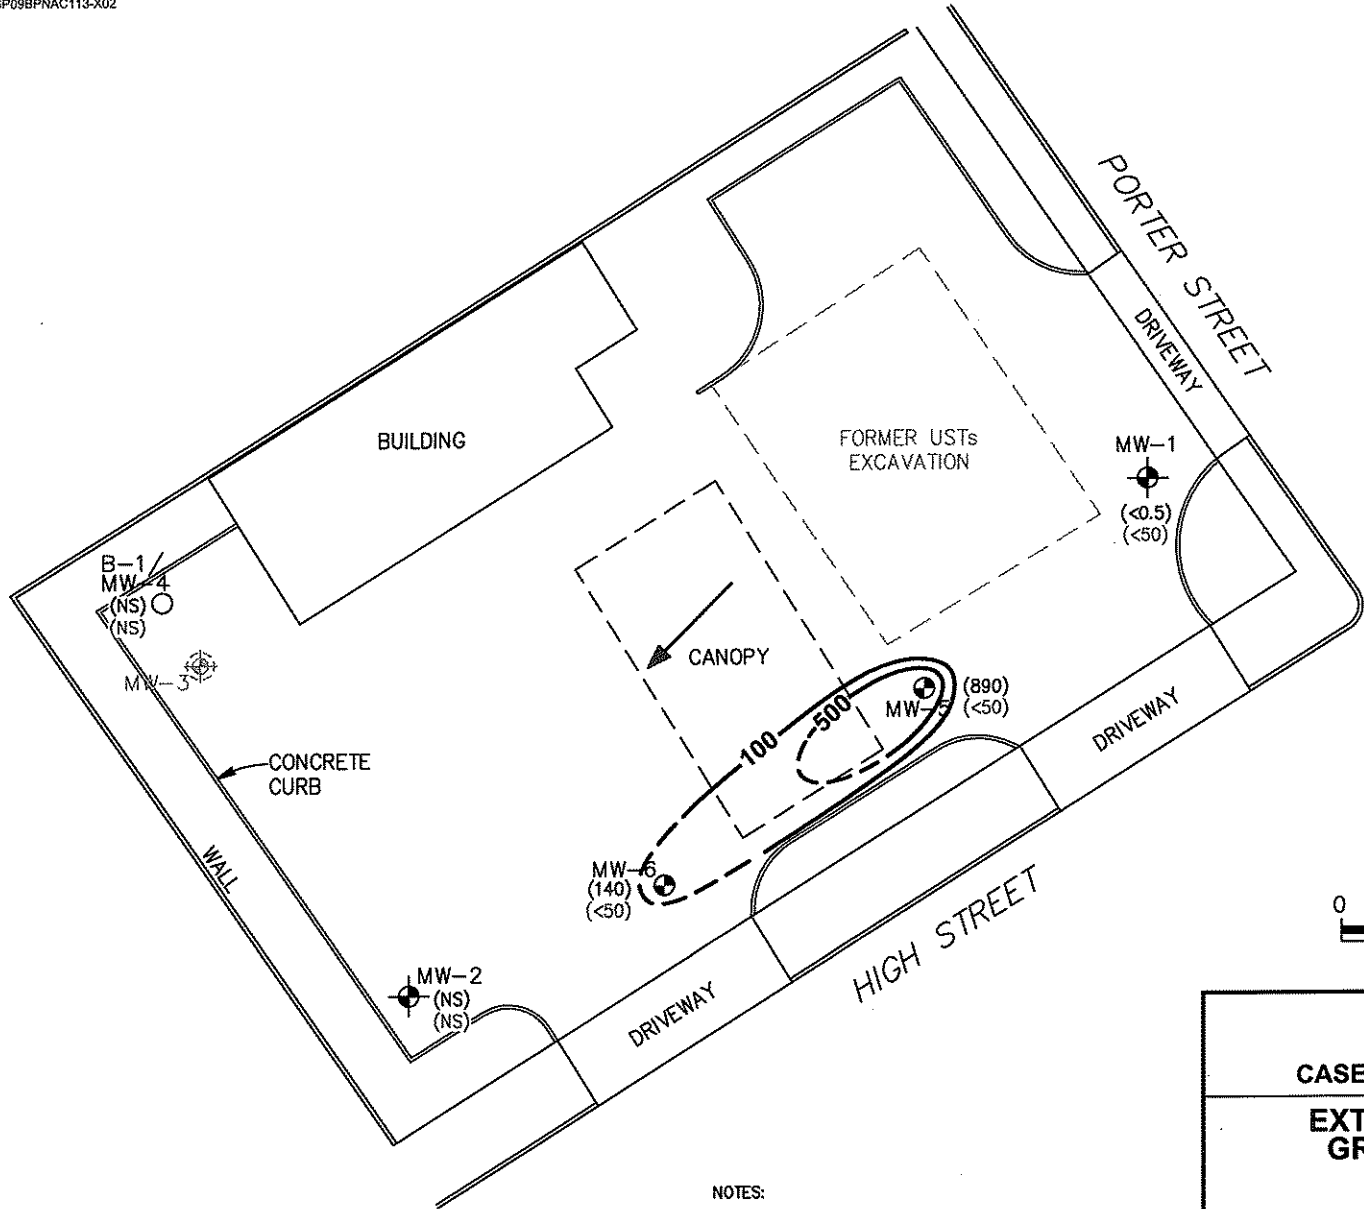 PORTER STREET
DRIVEWAY
BUILDING
FORMER USTs
EXCAVATION
MW-1
(<0.5)
(<50)
B-1/
MW-4
(NS)
(NS)
MW-3
CANOPY
(890)
MW-5 (<50)
500
100
DRIVEWAY
CONCRETE
CURB
WALL
MW-6
(140)
(<50)
HIGH STREET
0
MW-2
(NS)
(NS)
DRIVEWAY
CASE
EXT
GR
NOTES: